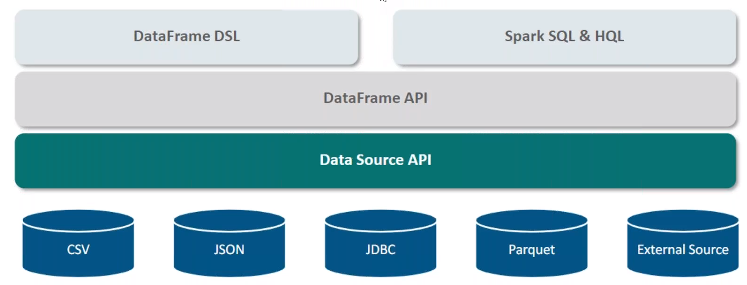 DataFrame DSL
Spark SQL & HQL
DataFrame API
Data Source API
CSV
JSON
JDBC
Parquet
External Source